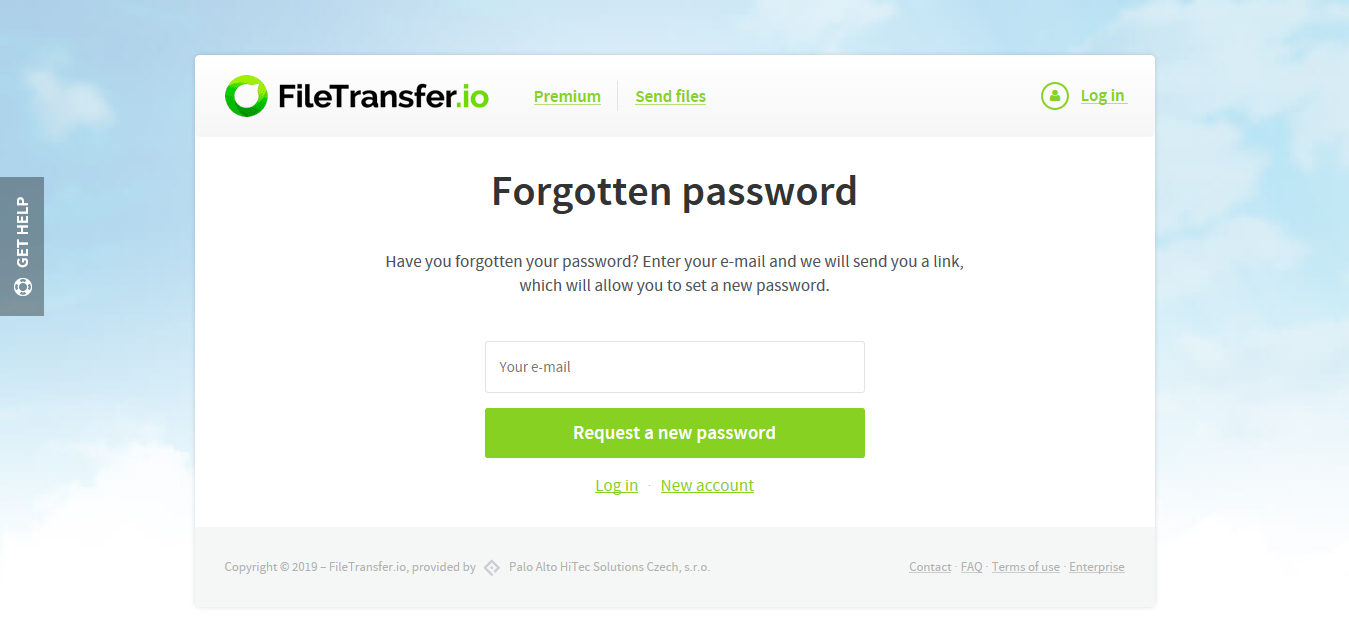 FileTransfer.io
Premium
Send files
Log in
GET HELP
Forgotten password
Have you forgotten your password? Enter your e-mail and we will send you a link,
which will allow you to set a new password.
Your e-mail
Request a new password
Log in · New account
Copyright © 2019 – FileTransfer.io, provided by Palo Alto HiTec Solutions Czech, s.r.o.
Contact · FAQ · Terms of use · Enterprise